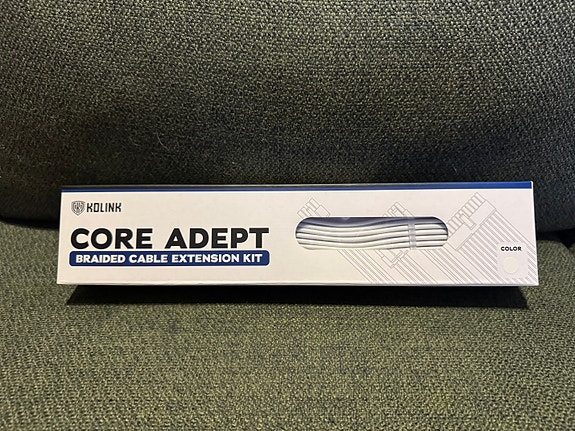 KOLINK
CORE ADEPT
BRAIDED CABLE EXTENSION KIT
COLOR